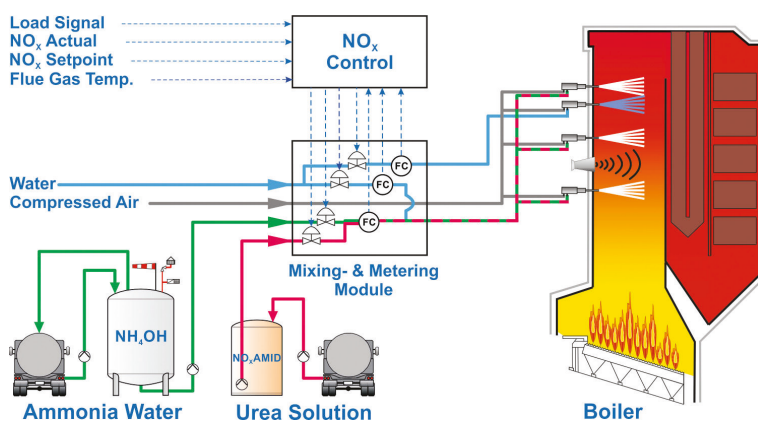 Load Signal
NOx Actual
NOx Setpoint
Flue Gas Temp.
NOx
Control
Water
Compressed Air
FC
FC
FC
Mixing- & Metering
Module
NH4OH
NOxAMID
Ammonia Water
Urea Solution
Boiler